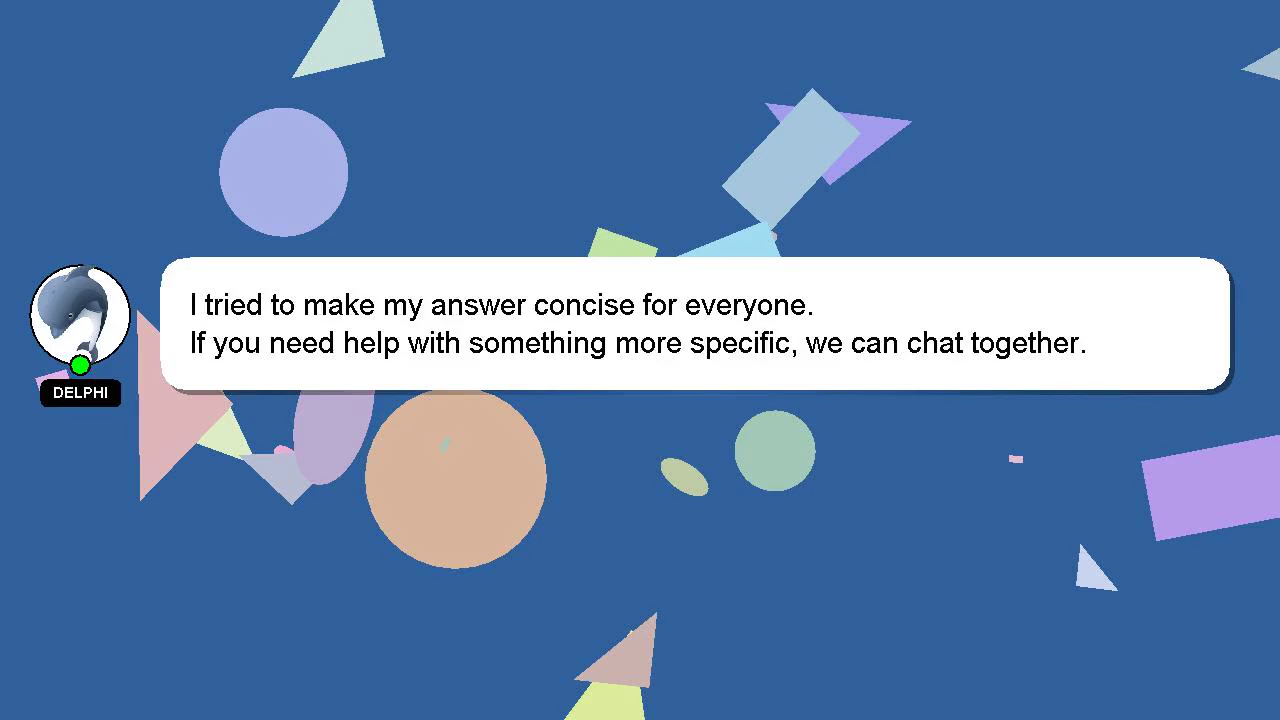 I tried to make my answer concise for everyone.
If you need help with something more specific, we can chat together.
DELPHI